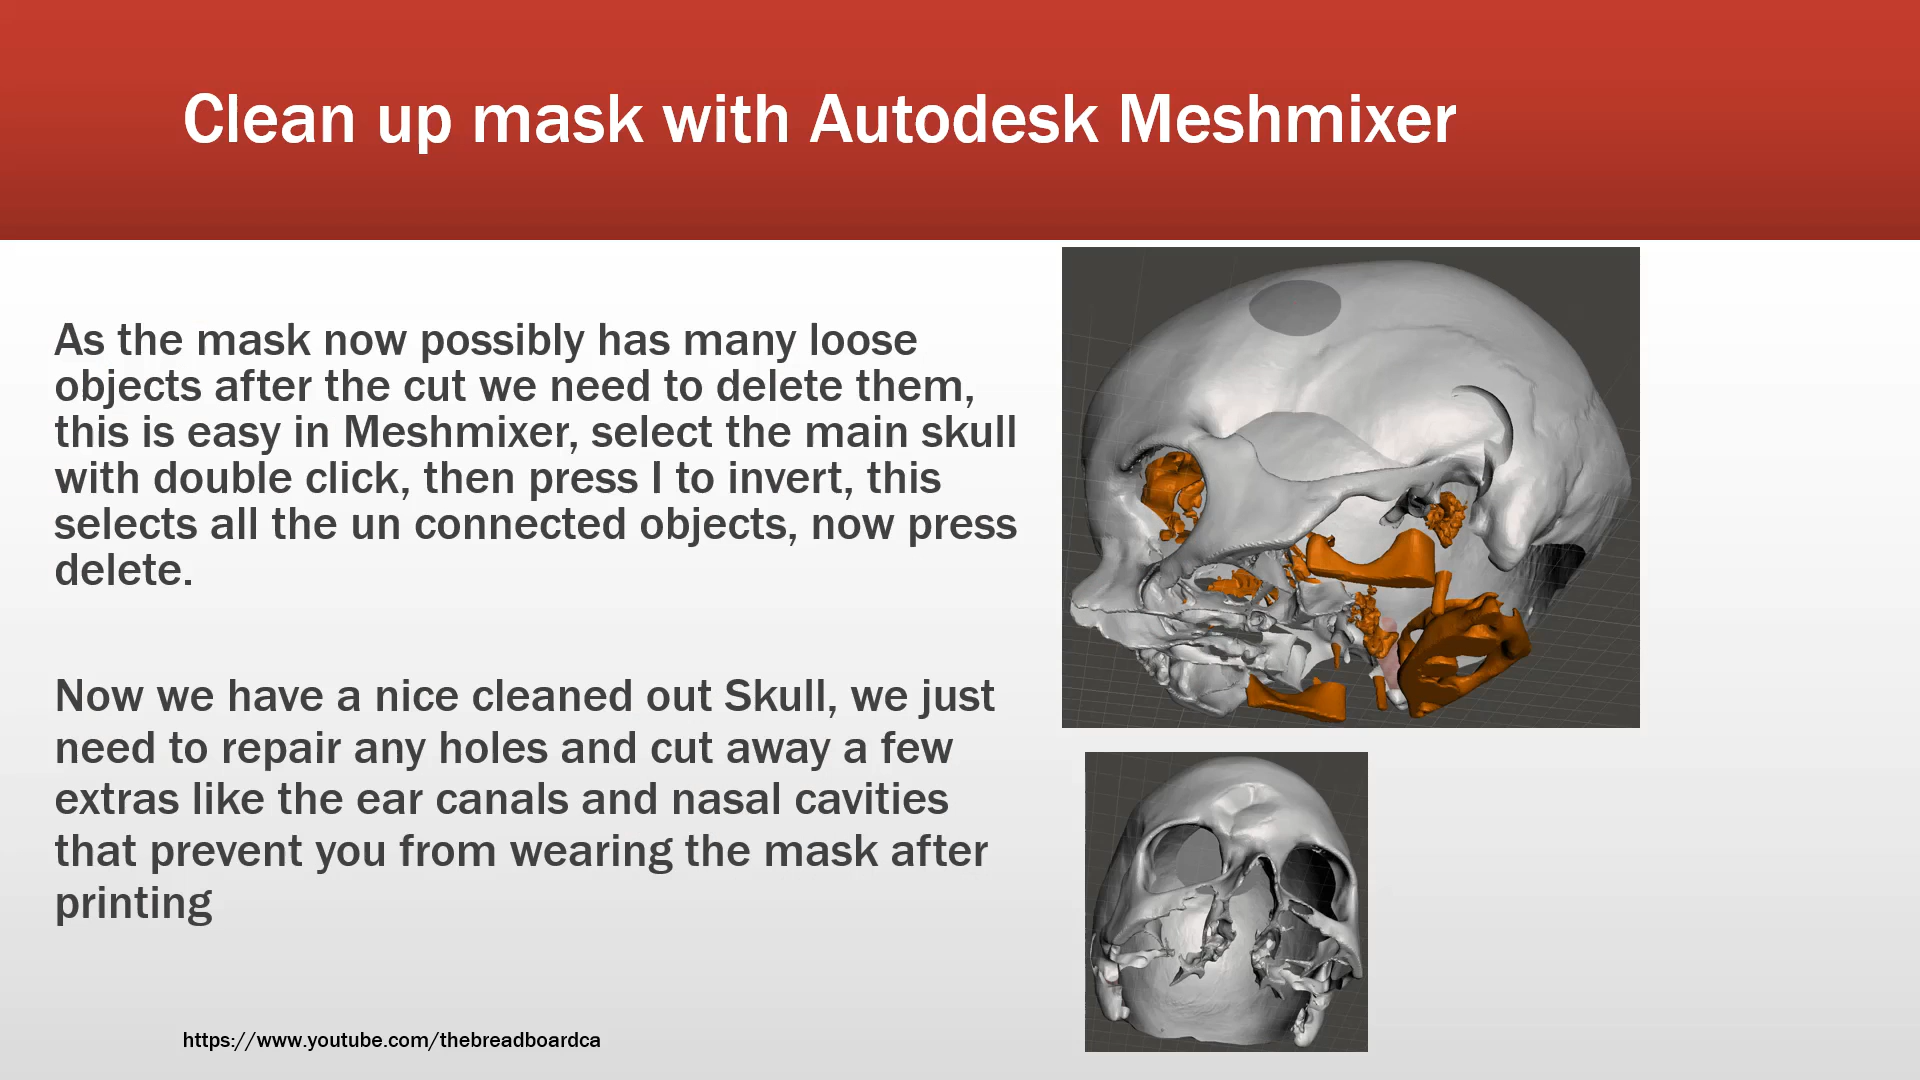 Clean up mask with Autodesk Meshmixer
As the mask now possibly has many loose
objects after the cut we need to delete them,
this is easy in Meshmixer, select the main skull
with double click, then press I to invert, this
selects all the un connected objects, now press
delete.
Now we have a nice cleaned out Skull, we just
need to repair any holes and cut away a few
extras like the ear canals and nasal cavities
that prevent you from wearing the mask after
printing
https://www.youtube.com/thebreadboardca